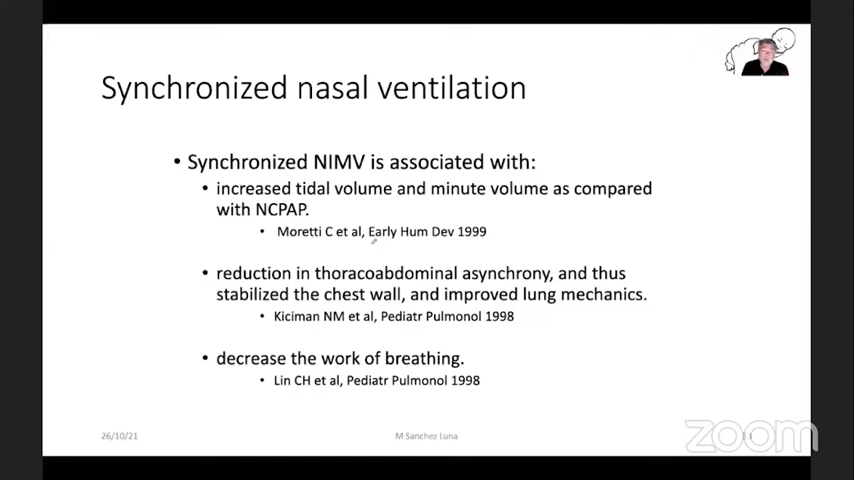 Synchronized nasal ventilation
• Synchronized NIMV is associated with:
• increased tidal volume and minute volume as compared
with NCPAP.
• Moretti C et al, Early Hum Dev 1999
• reduction in thoracoabdominal asynchrony, and thus
stabilized the chest wall, and improved lung mechanics.
• Kiciman NM et al, Pediatr Pulmonol 1998
• decrease the work of breathing.
• Lin CH et al, Pediatr Pulmonol 1998
26/10/21
M Sanchez Luna
zoom